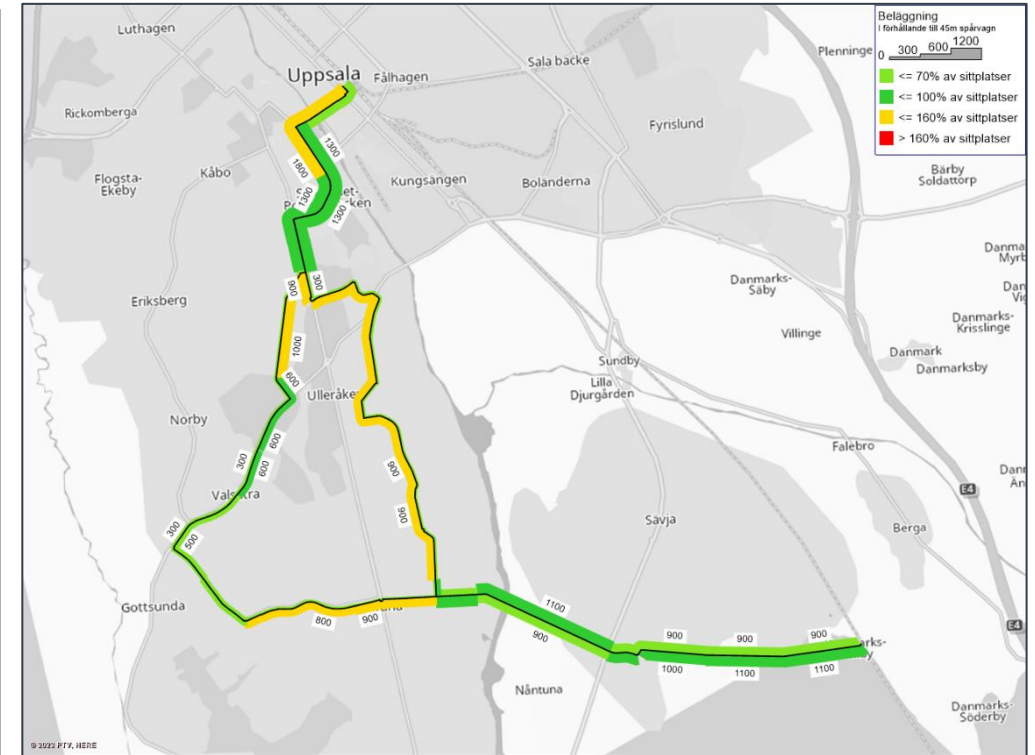 Luthagen
Uppsala
Fålhagen
Sala backe
Plenninge
Rickomberga
Fyrislund
Flogsta-
Ekeby
Kåbo
Kungsängen
Bolanderna
Bärby
Soldattorp
1300
1800
1300
1300
Eriksberg
900
300
1000
600
Danmarks-
Säby
Villinge
Danmarks-
Krisslinge
Danmark
Danmarksby
Sundby
Lilla
Djurgården
Norby
300
600
600
900
900
Falebro
E4
Sävja
Berga
300
500
Gottsunda
800
900
1100
900
900
900
900
1000
1100
1100
E4
Nåntuna
Danmarks-
Söderby
© 2023 PTV, HERE
Beläggning
I förhållande till 45m spårvagn
0 300 600 1200
<= 70% av sittplatser
<= 100% av sittplatser
<= 160% av sittplatser
> 160% av sittplatser